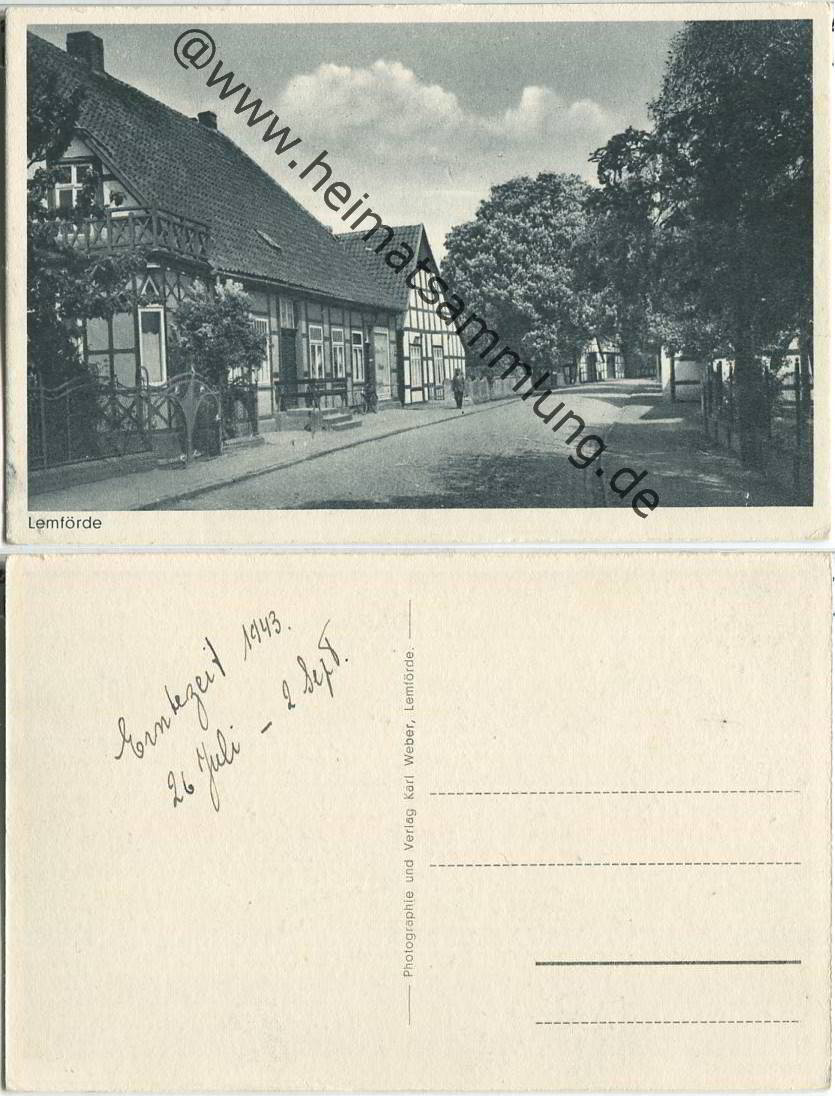 @www.heimatsammlung.de
Lemförde
Erntezeit 1943.
26 Juli – 2 Sept.
Photographie und Verlag Karl Weber, Lemförde.